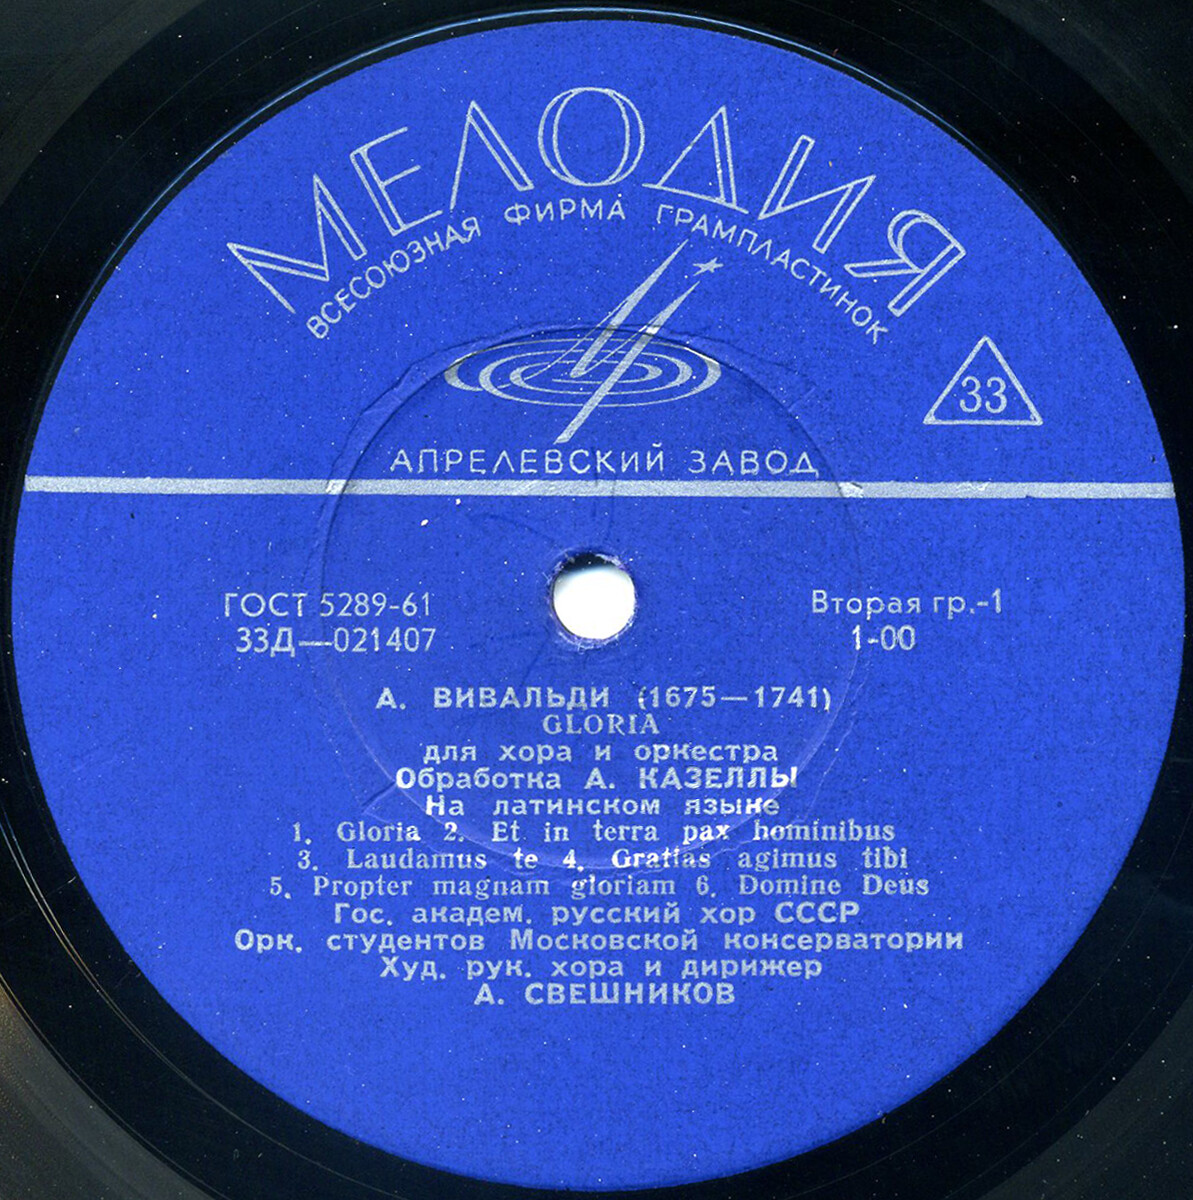 МЕЛОДИЯ
ВСЕСОЮЗНАЯ ФИРМА ГРАМПЛАСТИНОК
33
АПРЕЛЕВСКИЙ ЗАВОД
ГОСТ 5289-61
33Д—021407
Вторая гр.-1
1-00
А. ВИВАЛЬДИ (1675—1741)
GLORIA
для хора и оркестра
Обработка А. КАЗЕЛЛЫ
На латинском языке
1. Gloria 2. Et in terra pax hominibus
3. Laudamus te 4. Gratias agimus tibi
5. Propter magnam gloriam 6. Domine Deus
Гос. академ. русский хор СССР
Орк. студентов Московской консерватории
Худ. рук. хора и дирижер
А. СВЕШНИКОВ